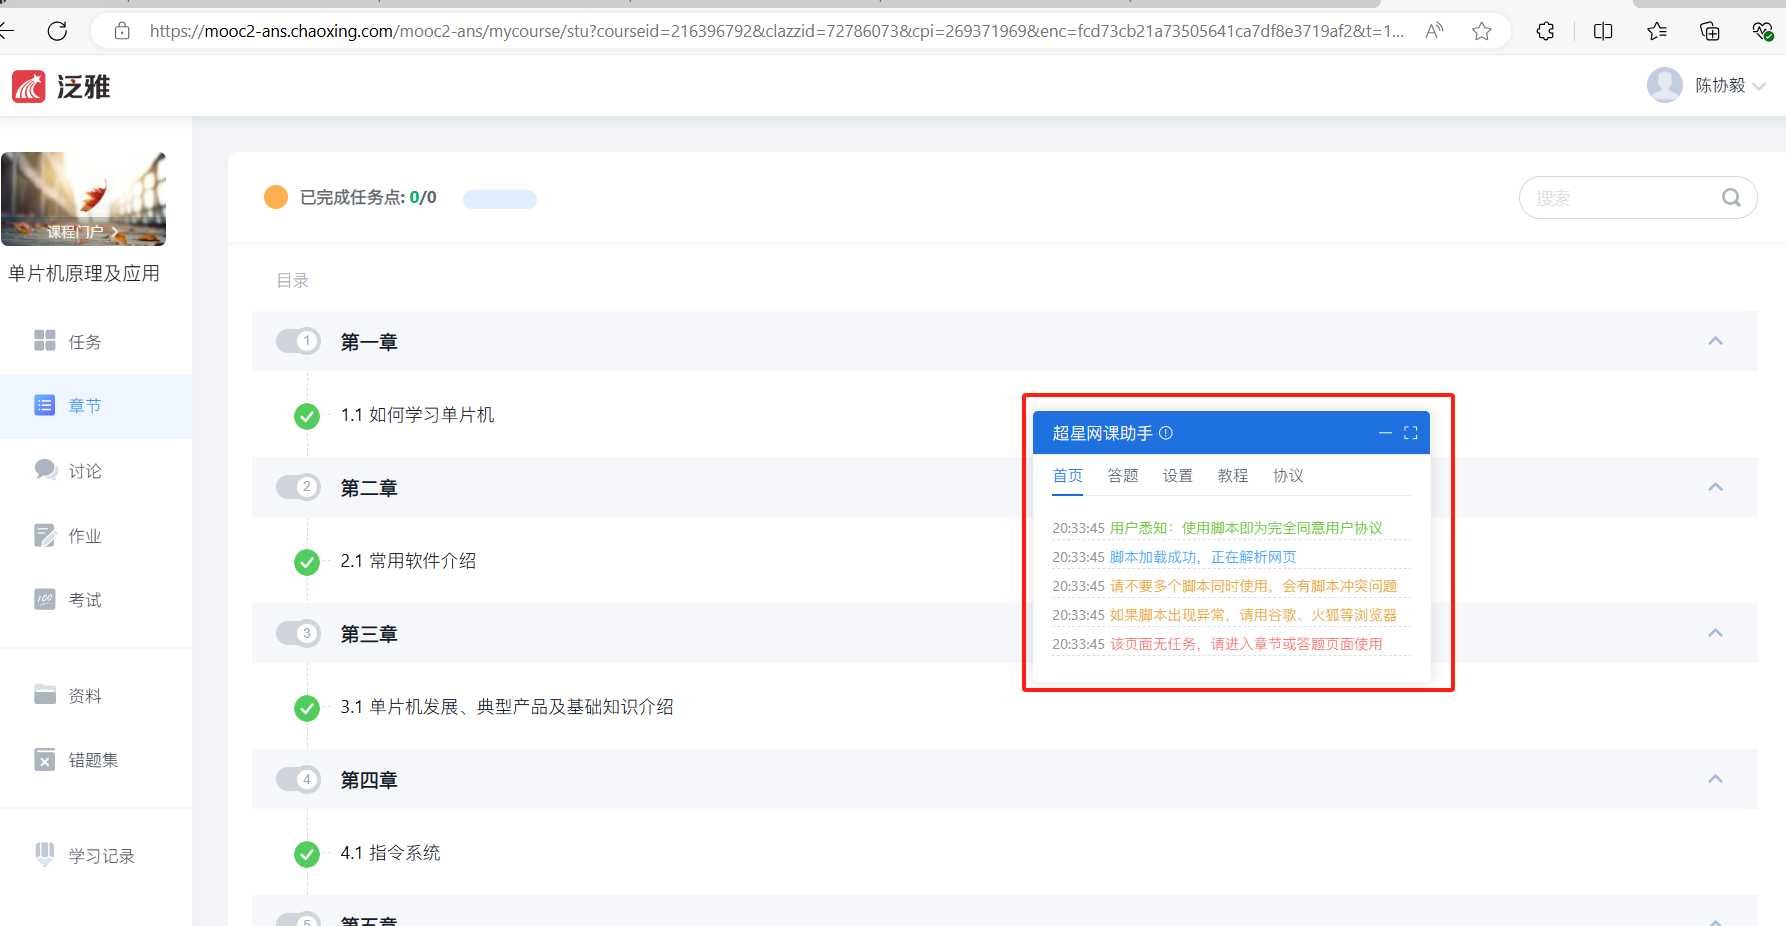 https://mooc2-ans.chaoxing.com/mooc2-ans/mycourse/stu?courseid=216396792&clazzid=72786073&cpi=269371969&enc=fcd73cb21a73505641ca7df8e3719af2&t=1...
泛雅
陈协毅
课程门户 >
单片机原理及应用
任务
章节
讨论
作业
考试
资料
错题集
学习记录
已完成任务点: 0/0
搜索
目录
1 第一章
1.1 如何学习单片机
2 第二章
2.1 常用软件介绍
3 第三章
3.1 单片机发展、典型产品及基础知识介绍
4 第四章
4.1 指令系统
5 第五章
超星网课助手
首页 答题 设置 教程 协议
20:33:45 用户悉知：使用脚本即为完全同意用户协议
20:33:45 脚本加载成功，正在解析网页
20:33:45 请不要多个脚本同时使用，会有脚本冲突问题
20:33:45 如果脚本出现异常，请用谷歌、火狐等浏览器
20:33:45 该页面无任务，请进入章节或答题页面使用